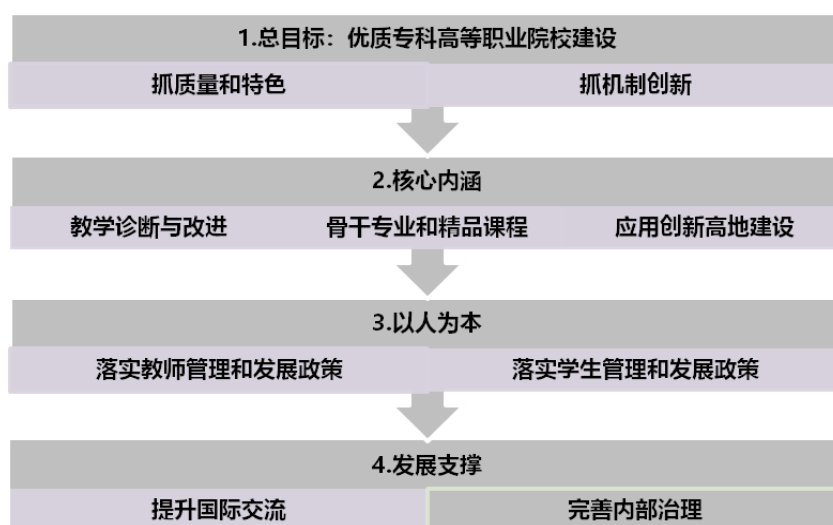 1.总目标：优质专科高等职业院校建设
抓质量和特色 抓机制创新
2.核心内涵
教学诊断与改进 骨干专业和精品课程 应用创新高地建设
3.以人为本
落实教师管理和发展政策 落实学生管理和发展政策
4.发展支撑
提升国际交流 完善内部治理